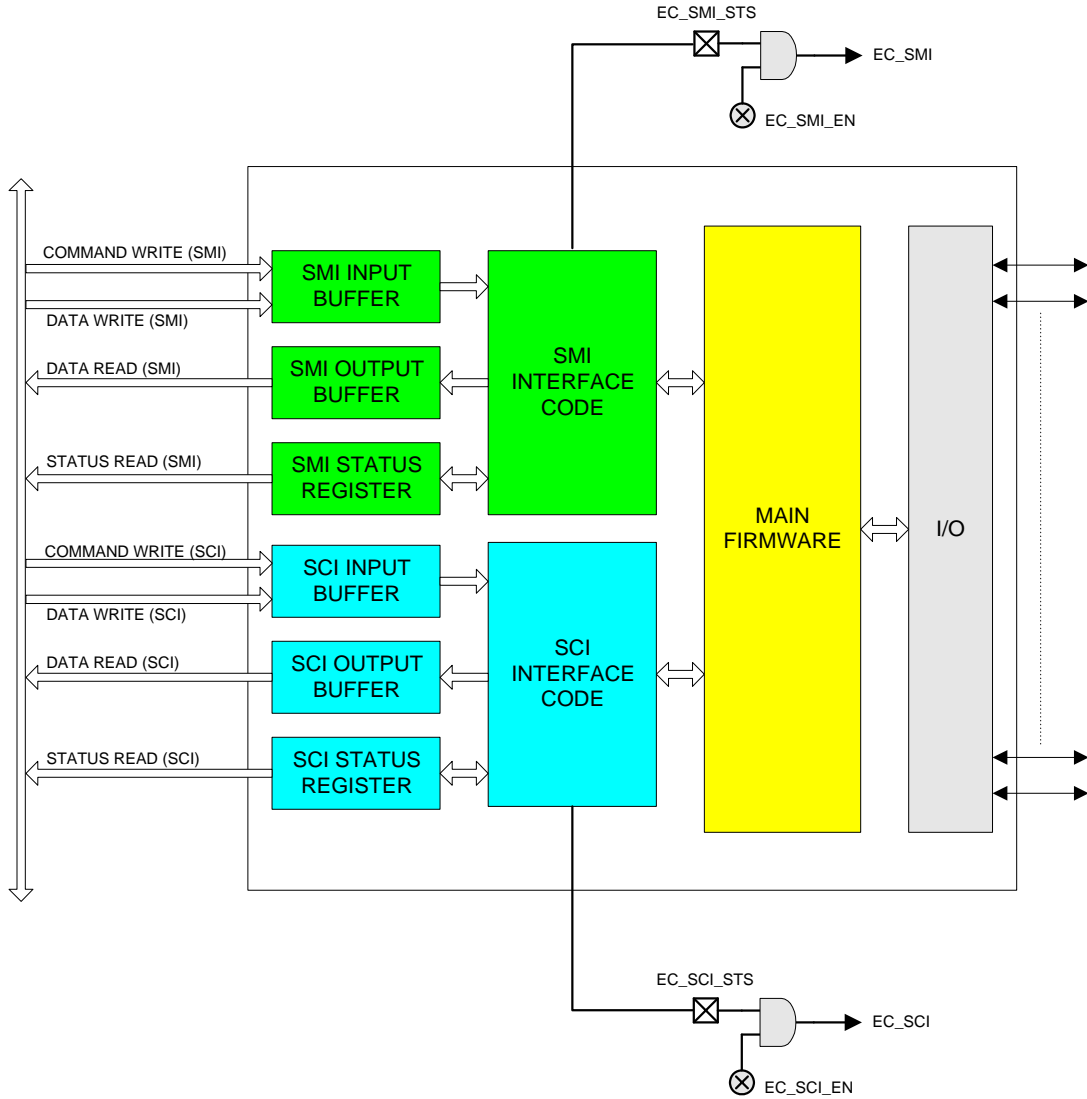 EC_SMI_STS
EC_SMI
EC_SMI_EN
COMMAND WRITE (SMI)
DATA WRITE (SMI)
DATA READ (SMI)
STATUS READ (SMI)
COMMAND WRITE (SCI)
DATA WRITE (SCI)
DATA READ (SCI)
STATUS READ (SCI)
SMI INPUT
BUFFER
SMI OUTPUT
BUFFER
SMI STATUS
REGISTER
SCI INPUT
BUFFER
SCI OUTPUT
BUFFER
SCI STATUS
REGISTER
SMI
INTERFACE
CODE
SCI
INTERFACE
CODE
MAIN
FIRMWARE
I/O
EC_SCI_STS
EC_SCI
EC_SCI_EN